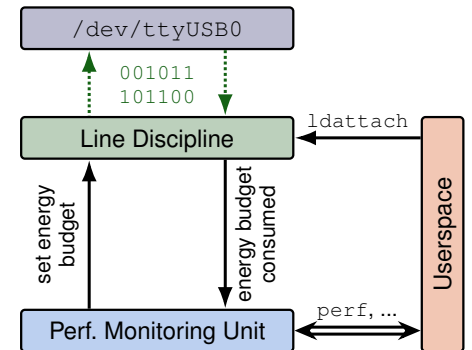 /dev/ttyUSB0
001011
101100
Line Discipline
ldattach
set energy
budget
energy budget
consumed
Userspace
Perf. Monitoring Unit
perf, ...